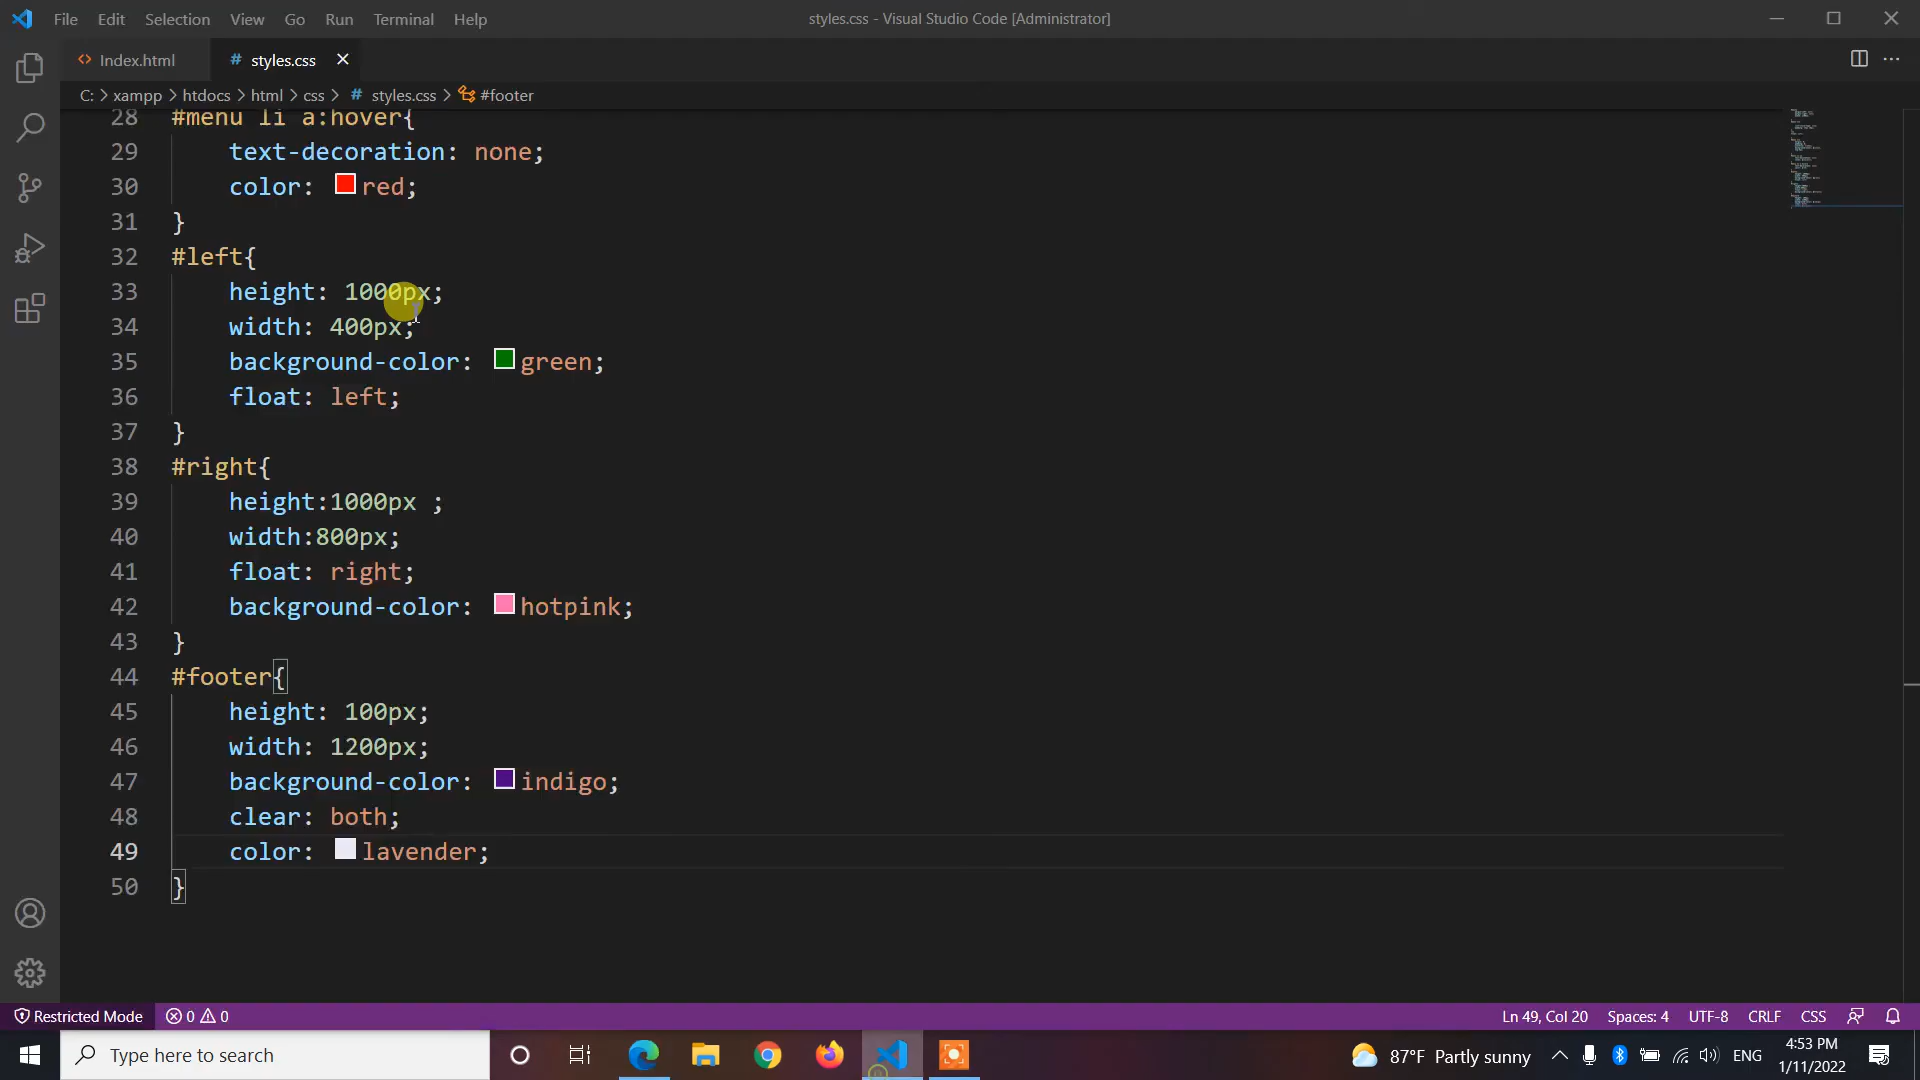 File Edit Selection View Go Run Terminal Help
styles.css - Visual Studio Code [Administrator]
<> Index.html
# styles.css
C: > xampp > htdocs > html > css > # styles.css > #footer
28 #menu li a:hover{
29 text-decoration: none;
30 color: red;
31 }
32 #left{
33 height: 1000px;
34 width: 400px;
35 background-color: green;
36 float: left;
37 }
38 #right{
39 height:1000px ;
40 width:800px;
41 float: right;
42 background-color: hotpink;
43 }
44 #footer{
45 height: 100px;
46 width: 1200px;
47 background-color: indigo;
48 clear: both;
49 color: lavender;
50 }
Restricted Mode 0 0
Ln 49, Col 20 Spaces: 4 UTF-8 CRLF CSS
Type here to search
87°F Partly sunny
ENG
4:53 PM
1/11/2022